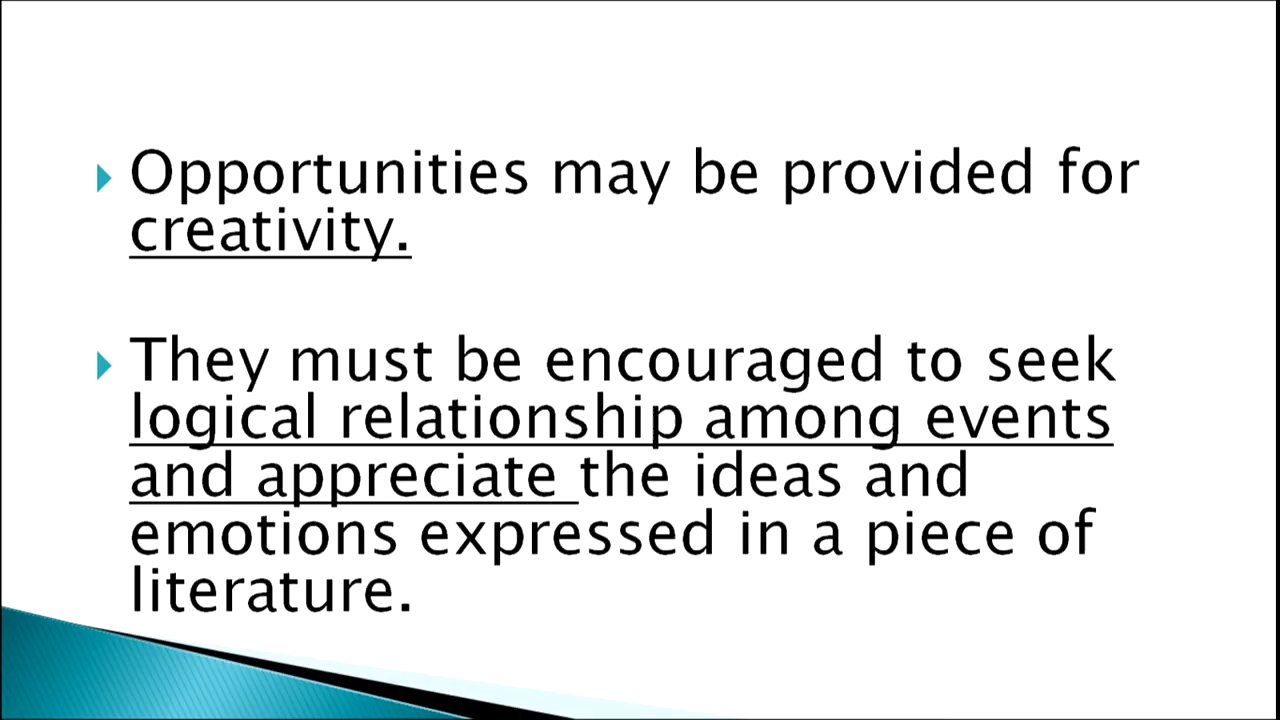 Opportunities may be provided for
creativity.
They must be encouraged to seek
logical relationship among events
and appreciate the ideas and
emotions expressed in a piece of
literature.